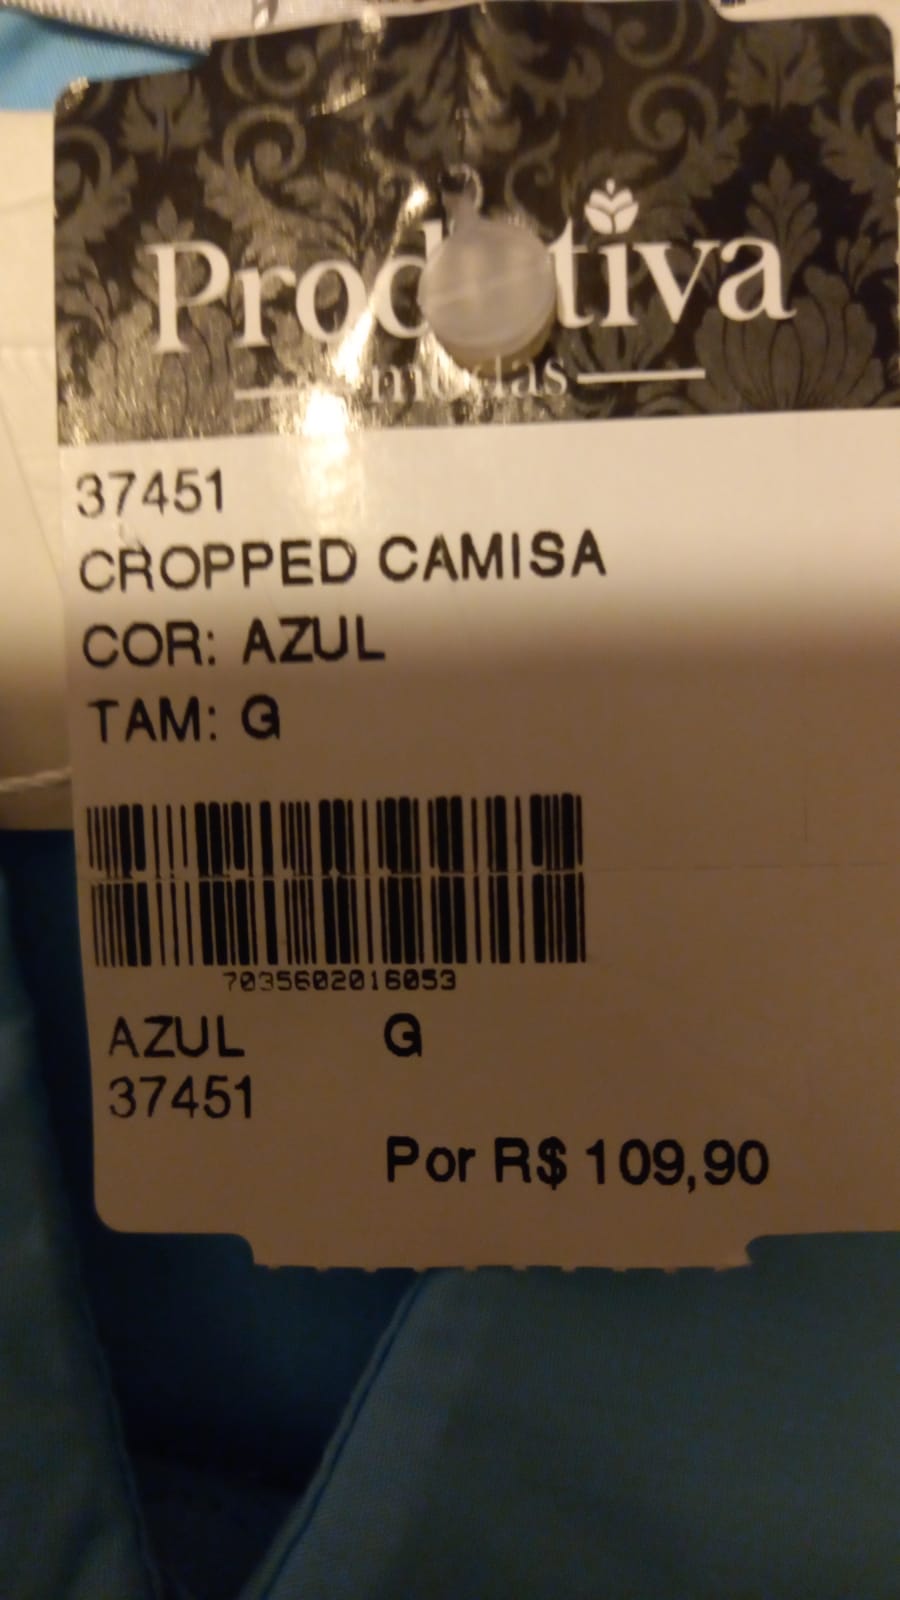 37451
CROPPED CAMISA
COR: AZUL
TAM: G
7035602016053
AZUL G
37451
Por R$ 109,90